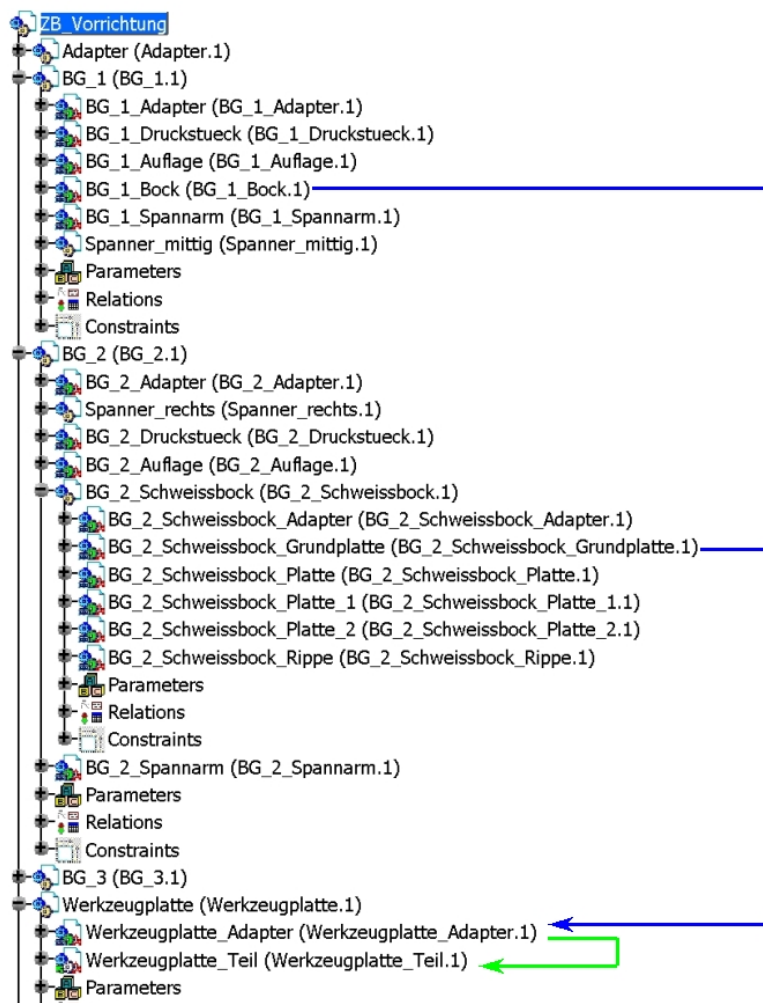 ZB_Vorrichtung
Adapter (Adapter.1)
BG_1 (BG_1.1)
BG_1_Adapter (BG_1_Adapter.1)
BG_1_Druckstueck (BG_1_Druckstueck.1)
BG_1_Auflage (BG_1_Auflage.1)
BG_1_Bock (BG_1_Bock.1)
BG_1_Spannarm (BG_1_Spannarm.1)
Spanner_mittig (Spanner_mittig.1)
Parameters
Relations
Constraints
BG_2 (BG_2.1)
BG_2_Adapter (BG_2_Adapter.1)
Spanner_rechts (Spanner_rechts.1)
BG_2_Druckstueck (BG_2_Druckstueck.1)
BG_2_Auflage (BG_2_Auflage.1)
BG_2_Schweissbock (BG_2_Schweissbock.1)
BG_2_Schweissbock_Adapter (BG_2_Schweissbock_Adapter.1)
BG_2_Schweissbock_Grundplatte (BG_2_Schweissbock_Grundplatte.1)
BG_2_Schweissbock_Platte (BG_2_Schweissbock_Platte.1)
BG_2_Schweissbock_Platte_1 (BG_2_Schweissbock_Platte_1.1)
BG_2_Schweissbock_Platte_2 (BG_2_Schweissbock_Platte_2.1)
BG_2_Schweissbock_Rippe (BG_2_Schweissbock_Rippe.1)
Parameters
Relations
Constraints
BG_2_Spannarm (BG_2_Spannarm.1)
Parameters
Relations
Constraints
BG_3 (BG_3.1)
Werkzeugplatte (Werkzeugplatte.1)
Werkzeugplatte_Adapter (Werkzeugplatte_Adapter.1)
Werkzeugplatte_Teil (Werkzeugplatte_Teil.1)
Parameters